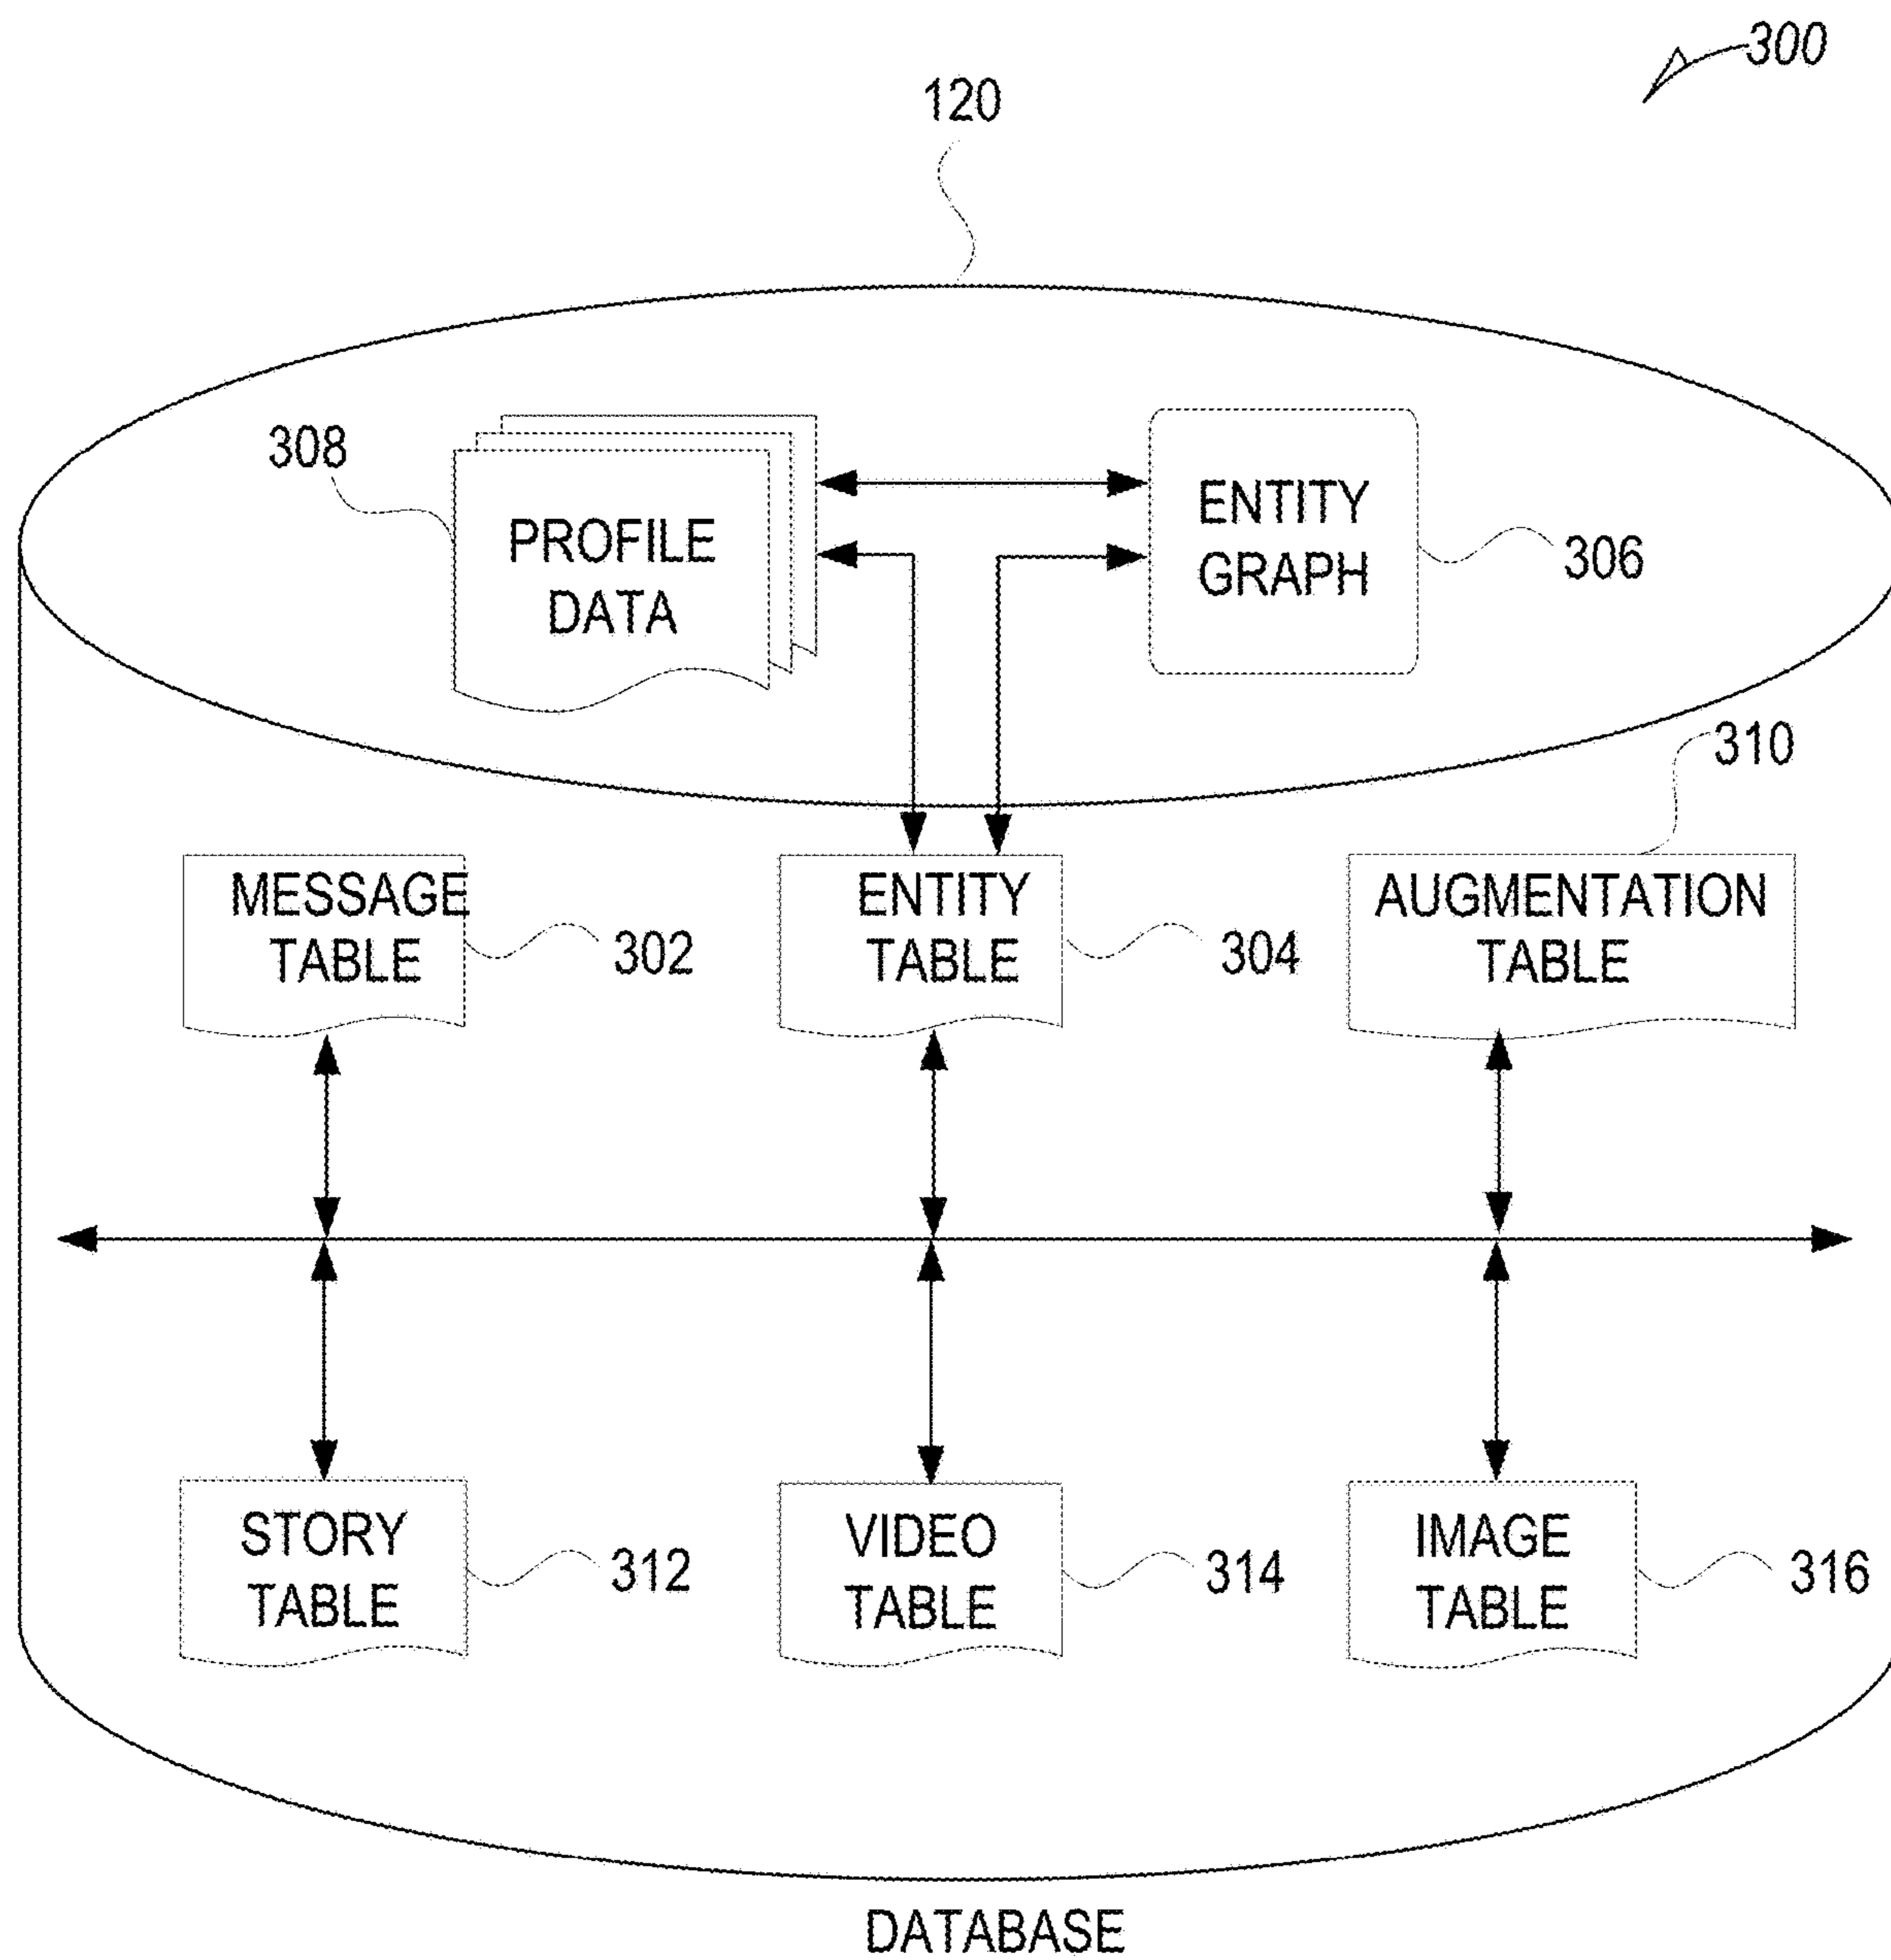 300
120
308
PROFILE
DATA
ENTITY
GRAPH
306
310
MESSAGE
TABLE
302
ENTITY
TABLE
304
AUGMENTATION
TABLE
STORY
TABLE
312
VIDEO
TABLE
314
IMAGE
TABLE
316
DATABASE